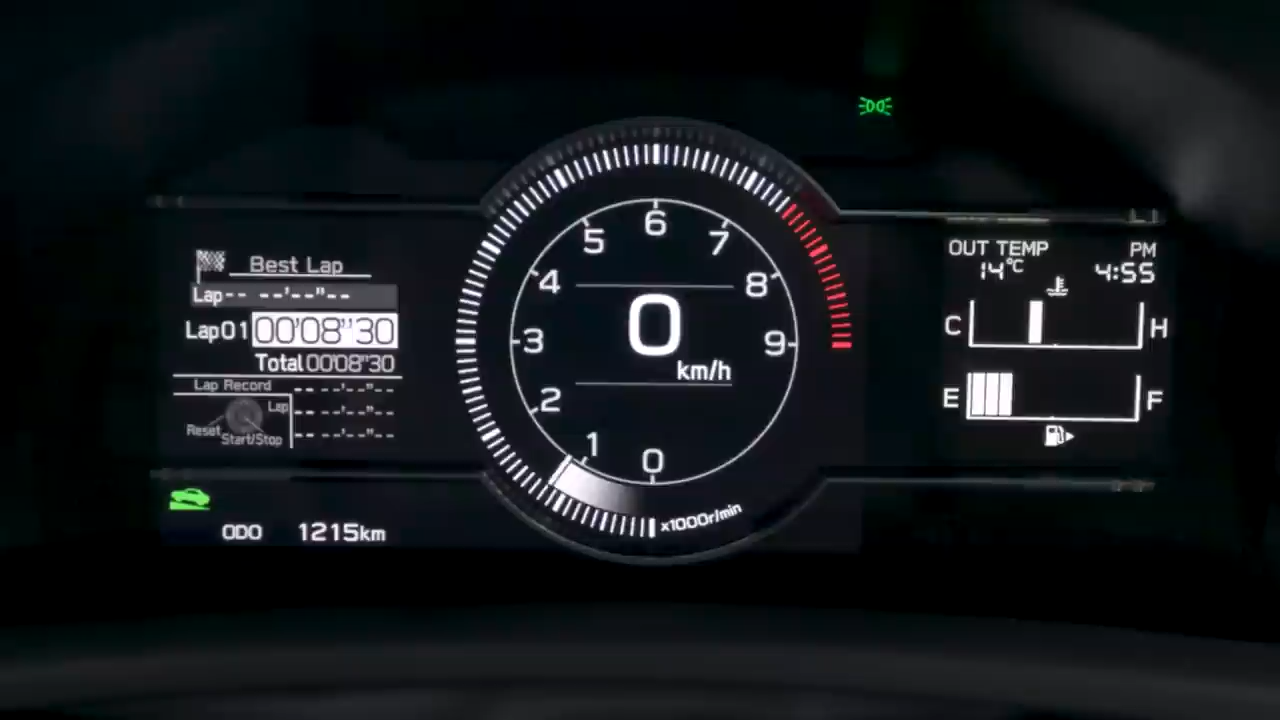 Best Lap
Lap-- --'--"--
Lap01 00'08"30
Total 00'08"30
Lap Record
Lap --'--"--
Reset
Start/Stop
-- --'--"--
-- --'--"--
ODO 1215km
6
5 7
4 8
0
3 9
km/h
2
1 0
x1000r/min
OUT TEMP PM
14°C 4:55
C H
E F